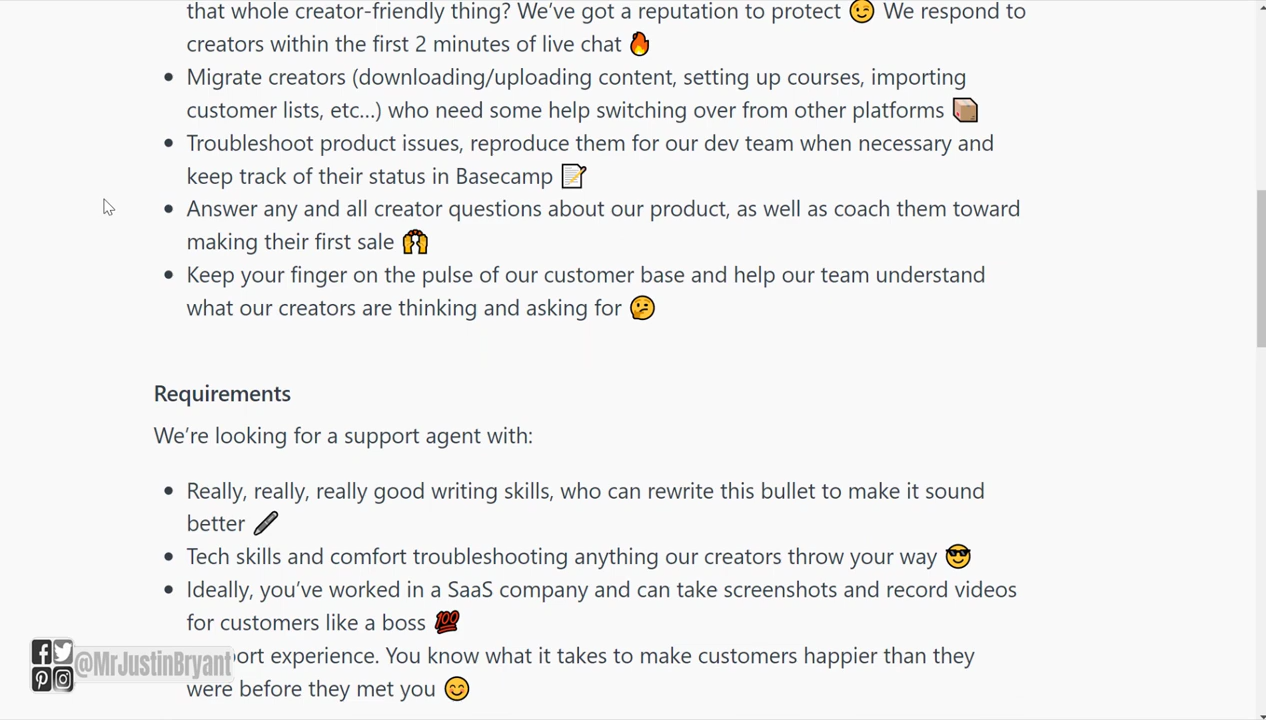 that whole creator-friendly thing? We’ve got a reputation to protect 😉 We respond to
creators within the first 2 minutes of live chat 🔥
• Migrate creators (downloading/uploading content, setting up courses, importing
customer lists, etc…) who need some help switching over from other platforms 📦
• Troubleshoot product issues, reproduce them for our dev team when necessary and
keep track of their status in Basecamp 📝
• Answer any and all creator questions about our product, as well as coach them toward
making their first sale 🙌
• Keep your finger on the pulse of our customer base and help our team understand
what our creators are thinking and asking for 🤔
Requirements
We’re looking for a support agent with:
• Really, really, really good writing skills, who can rewrite this bullet to make it sound
better 🖊
• Tech skills and comfort troubleshooting anything our creators throw your way 😎
• Ideally, you’ve worked in a SaaS company and can take screenshots and record videos
for customers like a boss 💯
experience. You know what it takes to make customers happier than they
were before they met you 😊
@MrJustinBryant